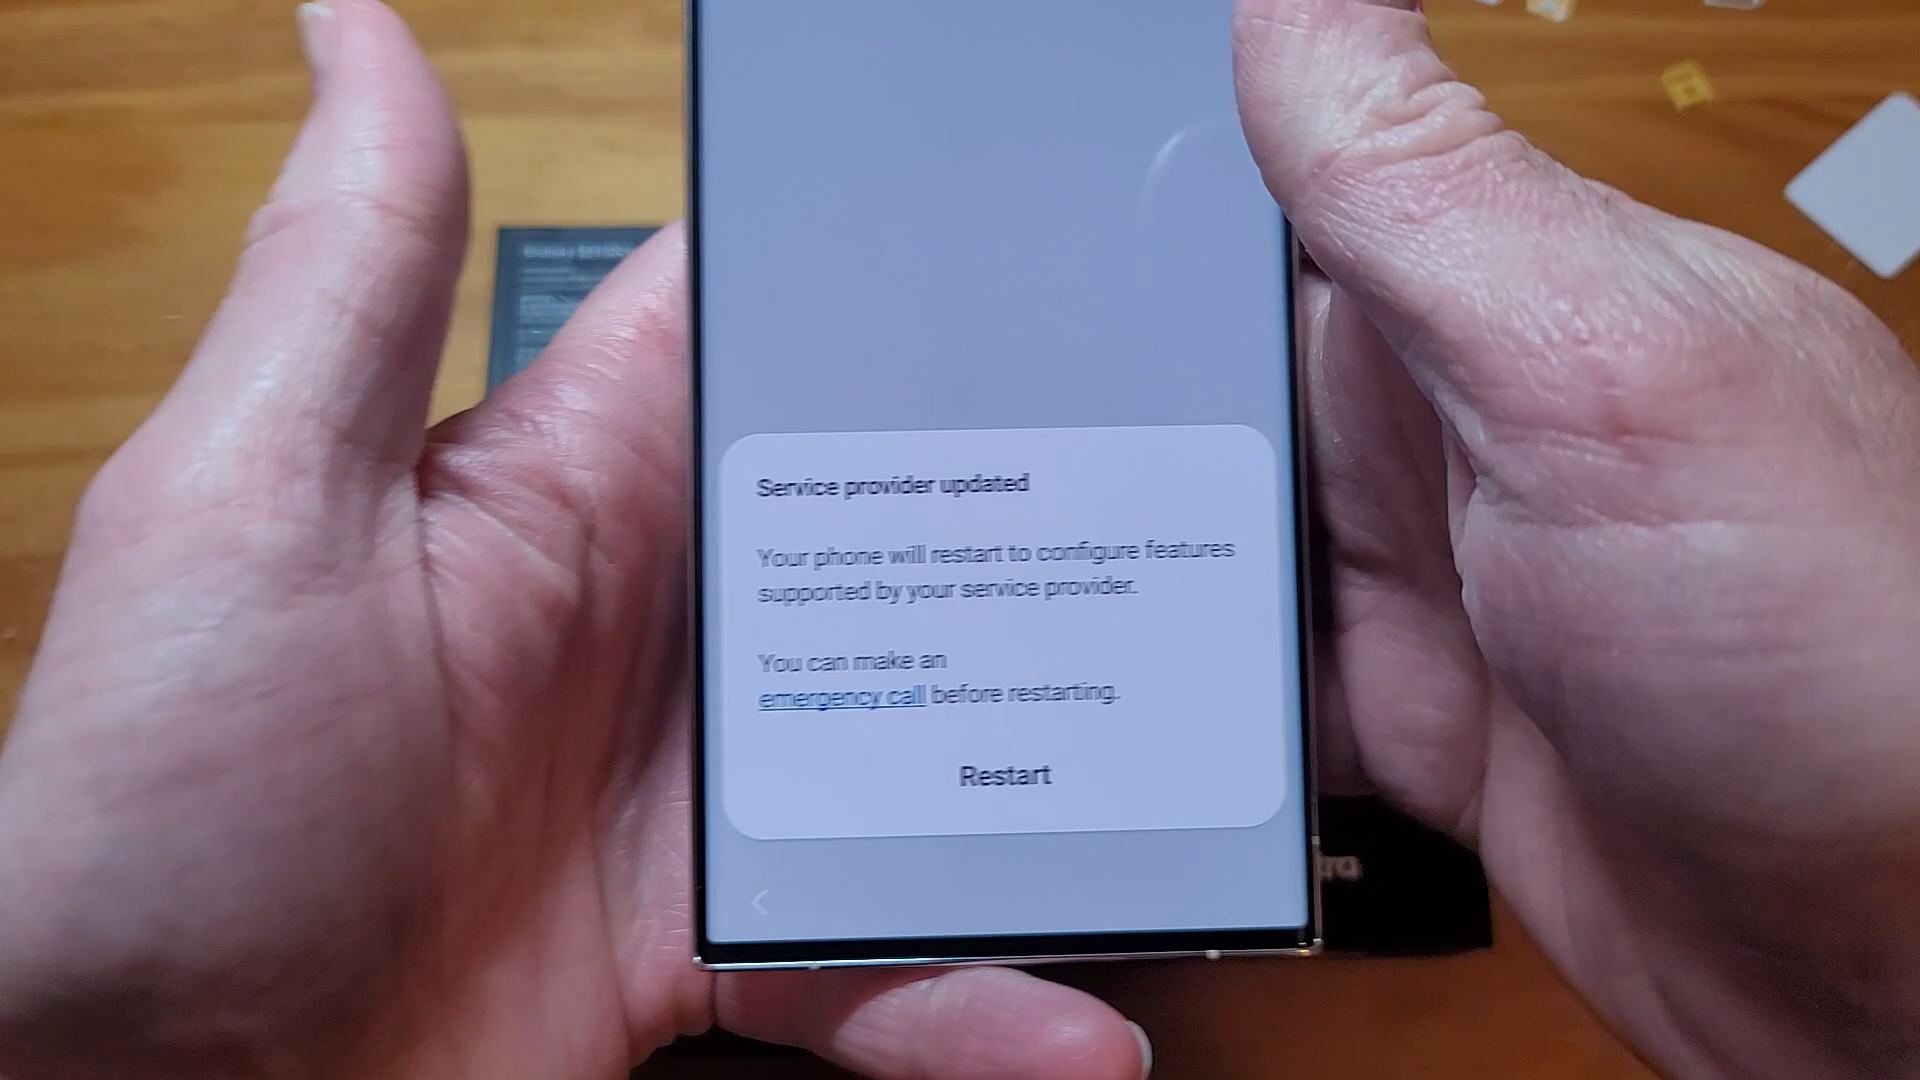 Service provider updated
Your phone will restart to configure features
supported by your service provider.
You can make an
emergency call before restarting.
Restart